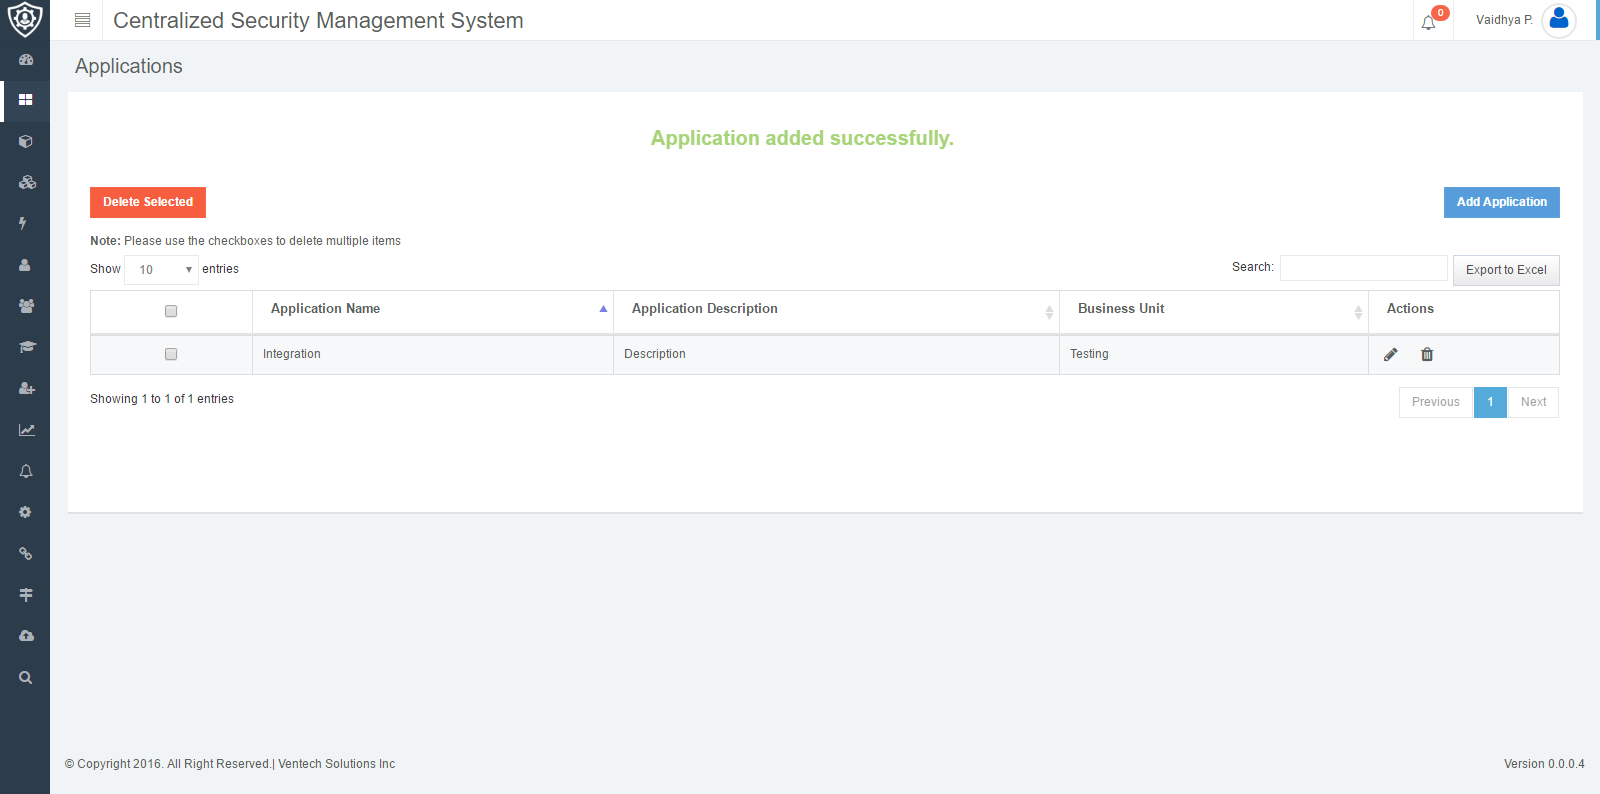 Centralized Security Management System
0
Vaidhya P.
Applications
Application added successfully.
Delete Selected
Add Application
Note: Please use the checkboxes to delete multiple items
Show 10 entries
Search:
Export to Excel
Application Name
Application Description
Business Unit
Actions
Integration
Description
Testing
Showing 1 to 1 of 1 entries
Previous
1
Next
© Copyright 2016. All Right Reserved.| Ventech Solutions Inc
Version 0.0.0.4